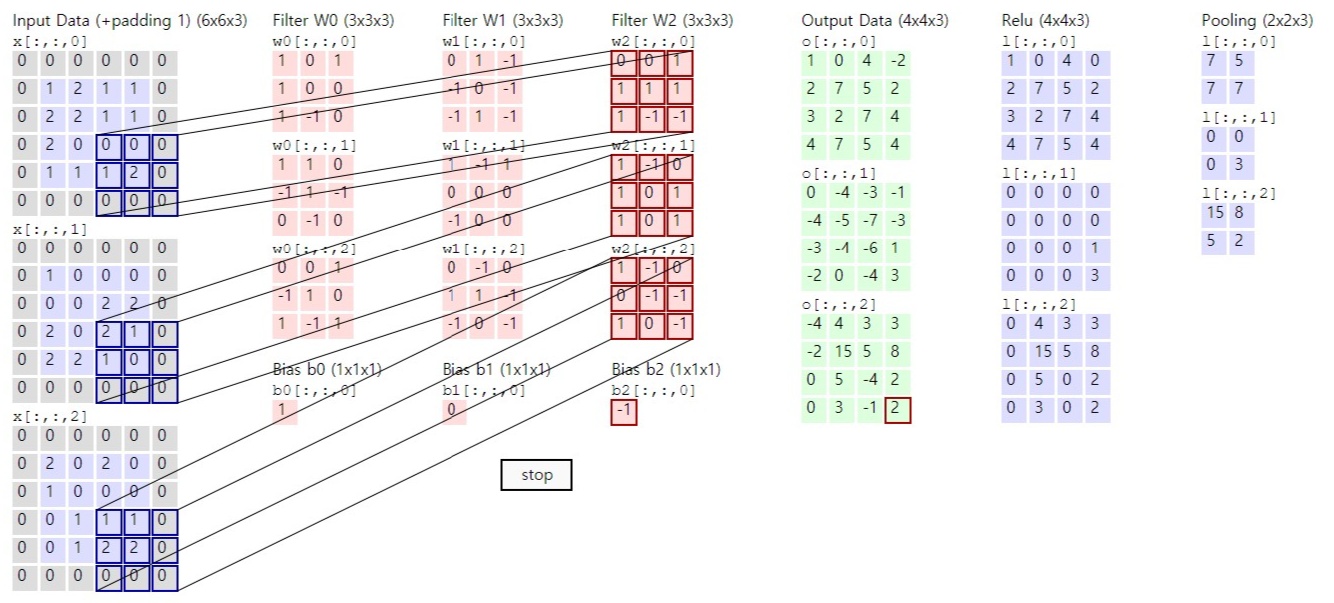 Input Data (+padding 1) (6x6x3)
x[:,:,0]
0 0 0 0 0 0
0 1 2 1 1 0
0 2 2 1 1 0
0 2 0 0 0 0
0 1 1 1 2 0
0 0 0 0 0 0
x[:,:,1]
0 0 0 0 0 0
0 1 0 0 0 0
0 0 0 2 2 0
0 2 0 2 1 0
0 2 2 1 0 0
0 0 0 0 0 0
x[:,:,2]
0 0 0 0 0 0
0 2 0 2 0 0
0 1 0 0 0 0
0 0 1 1 1 0
0 0 1 2 2 0
0 0 0 0 0 0
Filter W0 (3x3x3)
w0[:,:,0]
1 0 1
1 0 0
1 -1 0
w0[:,:,1]
1 1 0
-1 1 -1
0 -1 0
w0[:,:,2]
0 0 1
-1 1 0
1 -1 1
Bias b0 (1x1x1)
b0[:,:,0]
1
Filter W1 (3x3x3)
w1[:,:,0]
0 1 -1
-1 0 -1
-1 1 -1
w1[:,:,1]
1 -1 1
0 0 0
-1 0 0
w1[:,:,2]
0 -1 0
1 1 -1
-1 0 -1
Bias b1 (1x1x1)
b1[:,:,0]
0
Filter W2 (3x3x3)
w2[:,:,0]
0 0 1
1 1 1
1 -1 -1
w2[:,:,1]
1 -1 0
1 0 1
1 0 1
w2[:,:,2]
1 -1 0
0 -1 -1
1 0 -1
Bias b2 (1x1x1)
b2[:,:,0]
-1
stop
Output Data (4x4x3)
o[:,:,0]
1 0 4 -2
2 7 5 2
3 2 7 4
4 7 5 4
o[:,:,1]
0 -4 -3 -1
-4 -5 -7 -3
-3 -4 -6 1
-2 0 -4 3
o[:,:,2]
-4 4 3 3
-2 15 5 8
0 5 -4 2
0 3 -1 2
Relu (4x4x3)
l[:,:,0]
1 0 4 0
2 7 5 2
3 2 7 4
4 7 5 4
l[:,:,1]
0 0 0 0
0 0 0 0
0 0 0 1
0 0 0 3
l[:,:,2]
0 4 3 3
0 15 5 8
0 5 0 2
0 3 0 2
Pooling (2x2x3)
l[:,:,0]
7 5
7 7
l[:,:,1]
0 0
0 3
l[:,:,2]
15 8
5 2